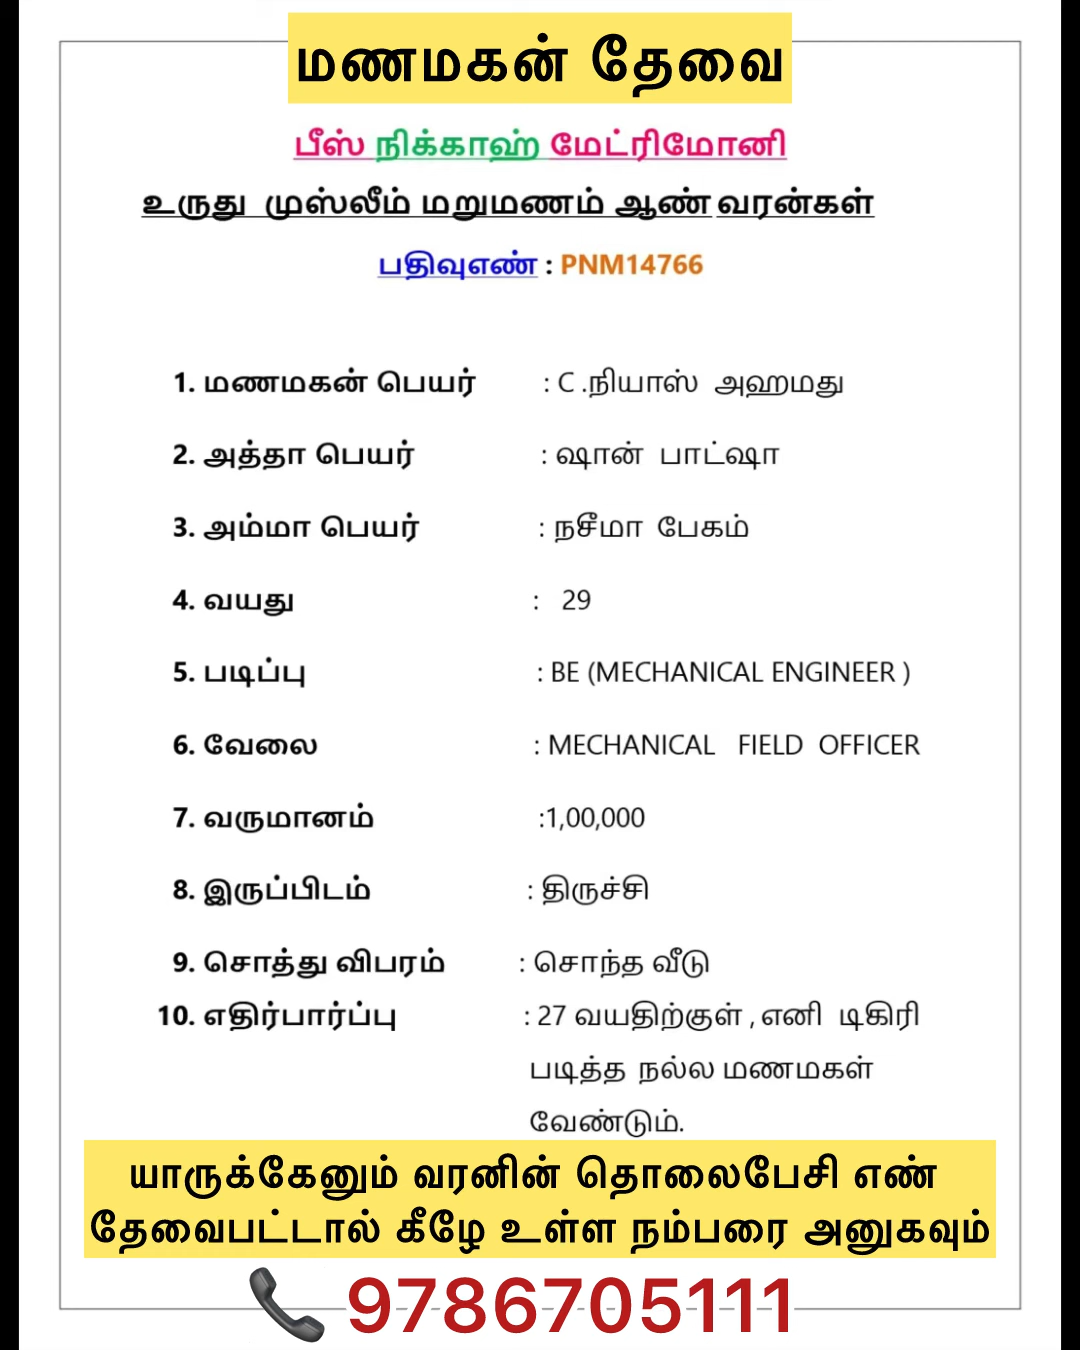 மணமகன் தேவை
பீஸ் நிக்காஹ் மேட்ரிமோனி
உருது முஸ்லீம் மறுமணம் ஆண் வரன்கள்
பதிவுஎண் : PNM14766
1. மணமகன் பெயர் : C .நியாஸ் அஹமது
2. அத்தா பெயர் : ஷான் பாட்ஷா
3. அம்மா பெயர் : நசீமா பேகம்
4. வயது : 29
5. படிப்பு : BE (MECHANICAL ENGINEER )
6. வேலை : MECHANICAL FIELD OFFICER
7. வருமானம் :1,00,000
8. இருப்பிடம் : திருச்சி
9. சொத்து விபரம் : சொந்த வீடு
10. எதிர்பார்ப்பு : 27 வயதிற்குள் , எனி டிகிரி
படித்த நல்ல மணமகள்
வேண்டும்.
யாருக்கேனும் வரனின் தொலைபேசி எண்
தேவைபட்டால் கீழே உள்ள நம்பரை அனுகவும்
9786705111